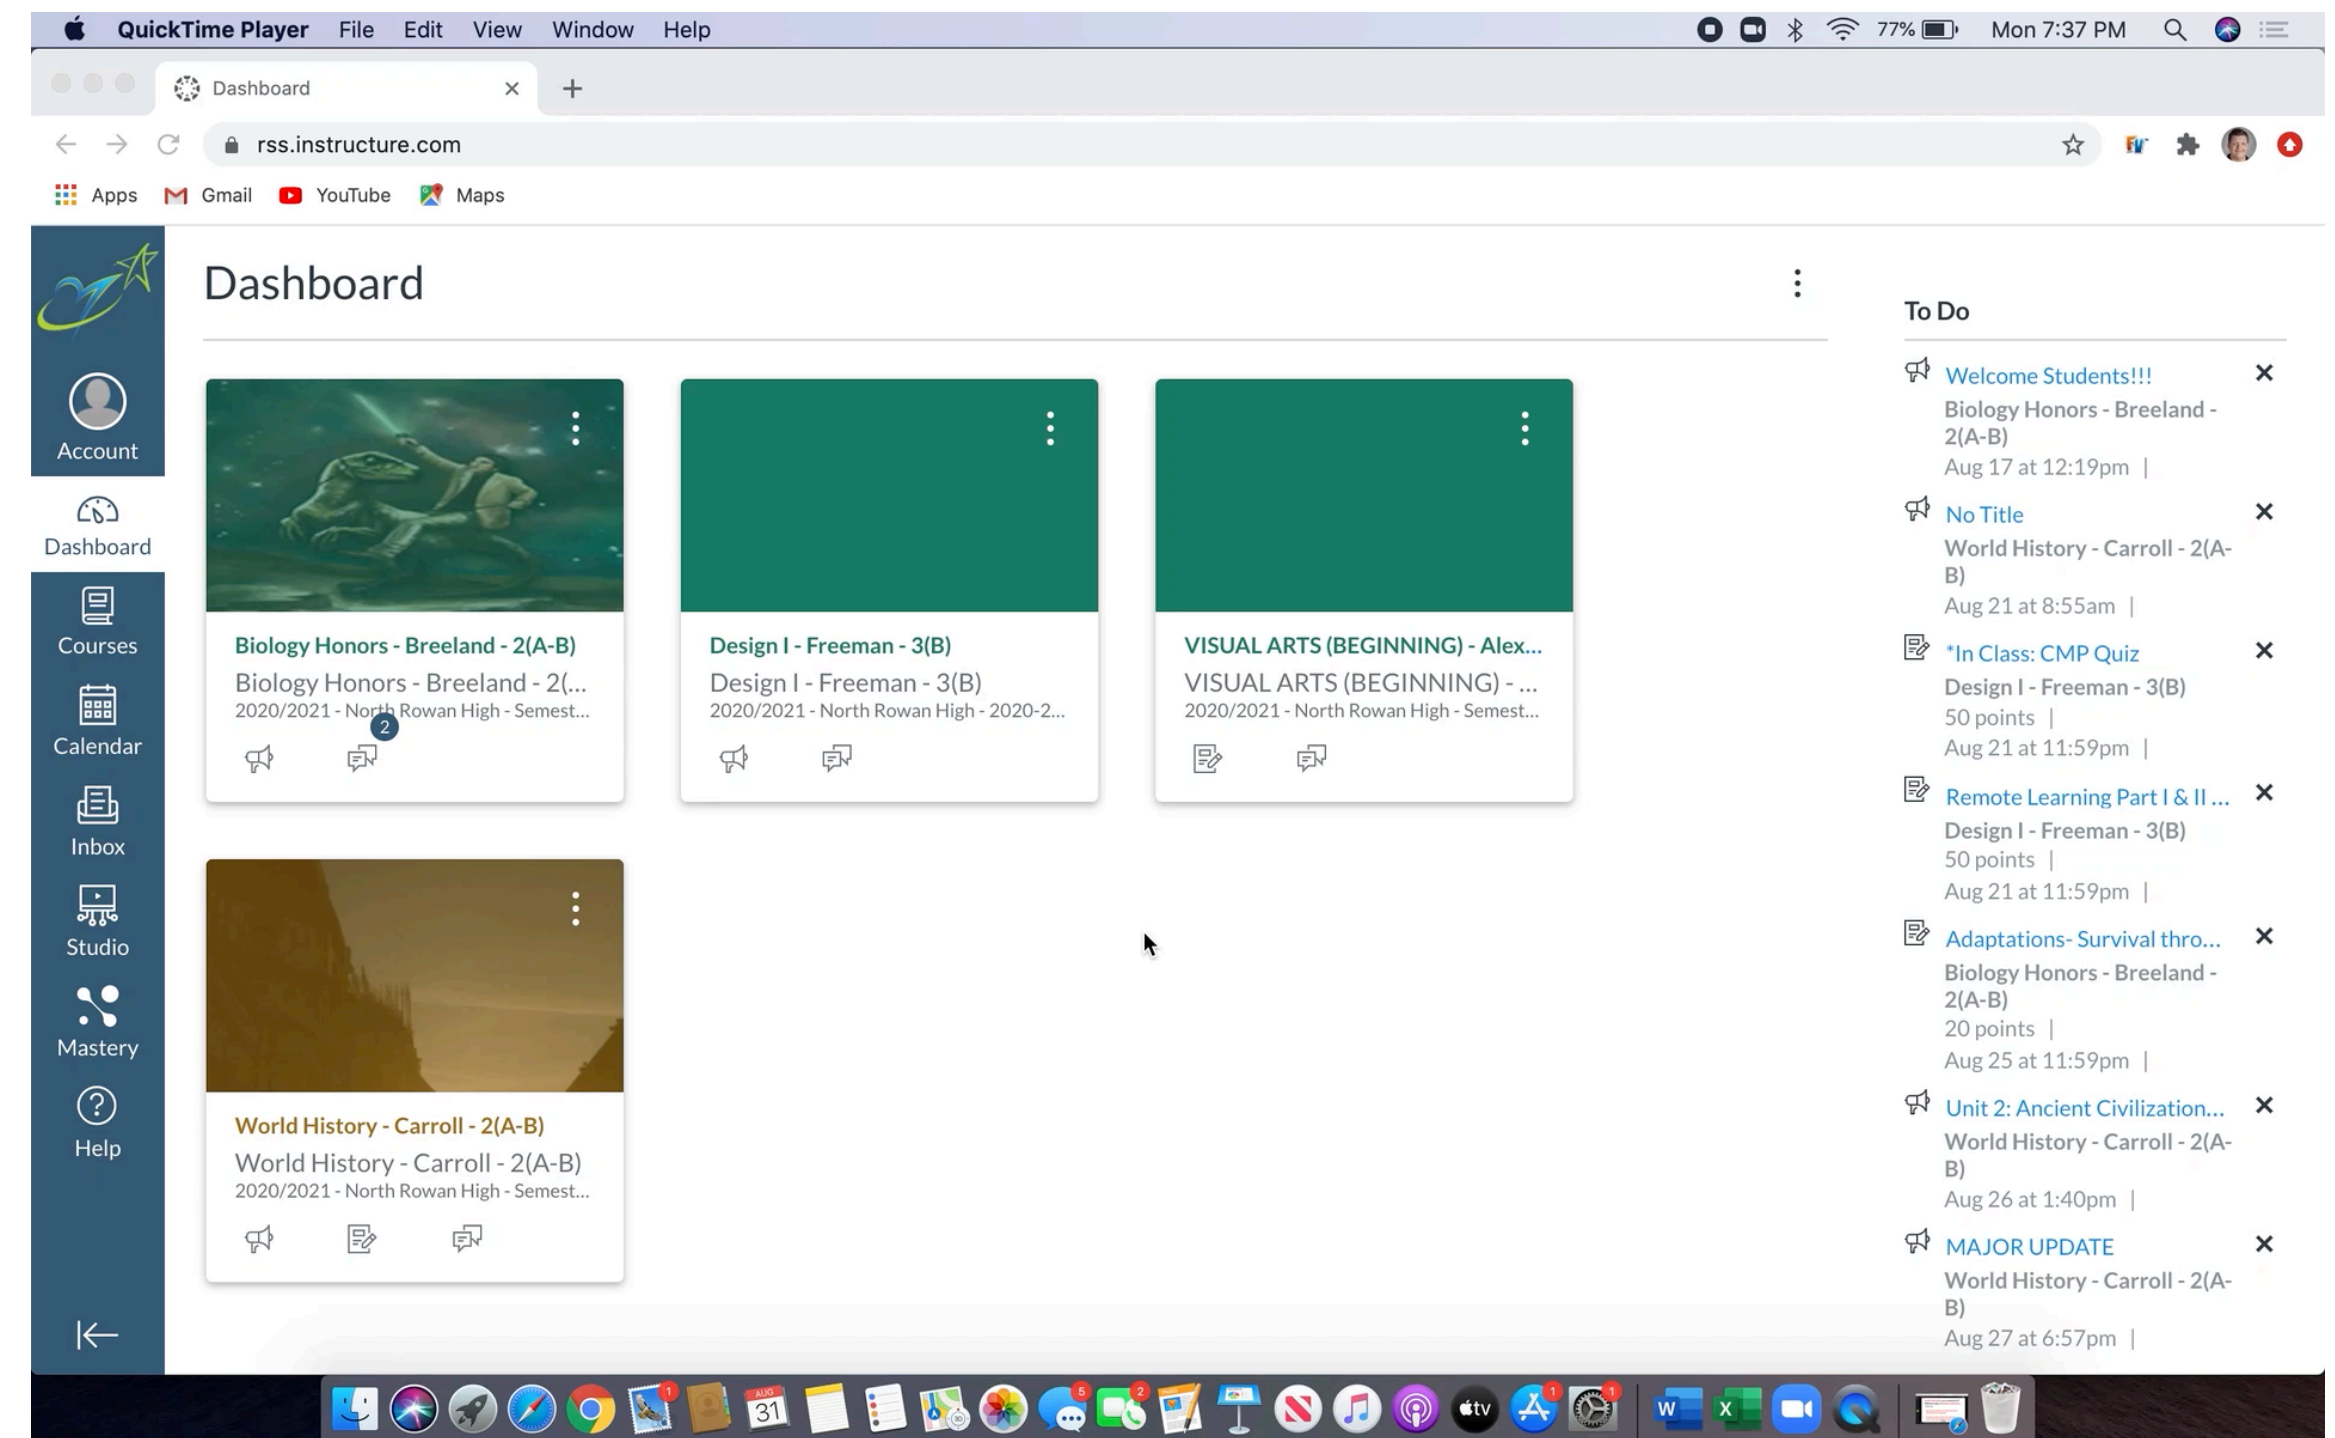 QuickTime Player File Edit View Window Help 77% Mon 7:37 PM
Dashboard
rss.instructure.com
Apps Gmail YouTube Maps
Account
Dashboard
Courses
Calendar
Inbox
Studio
Mastery
Help
Dashboard
Biology Honors - Breeland - 2(A-B)
Biology Honors - Breeland - 2(...
2020/2021 - North Rowan High - Semest...
2
Design I - Freeman - 3(B)
Design I - Freeman - 3(B)
2020/2021 - North Rowan High - 2020-2...
VISUAL ARTS (BEGINNING) - Alex...
VISUAL ARTS (BEGINNING) - ...
2020/2021 - North Rowan High - Semest...
World History - Carroll - 2(A-B)
World History - Carroll - 2(A-B)
2020/2021 - North Rowan High - Semest...
To Do
Welcome Students!!!
Biology Honors - Breeland -
2(A-B)
Aug 17 at 12:19pm |
No Title
World History - Carroll - 2(A-
B)
Aug 21 at 8:55am |
*In Class: CMP Quiz
Design I - Freeman - 3(B)
50 points |
Aug 21 at 11:59pm |
Remote Learning Part I & II ...
Design I - Freeman - 3(B)
50 points |
Aug 21 at 11:59pm |
Adaptations- Survival thro...
Biology Honors - Breeland -
2(A-B)
20 points |
Aug 25 at 11:59pm |
Unit 2: Ancient Civilization...
World History - Carroll - 2(A-
B)
Aug 26 at 1:40pm |
MAJOR UPDATE
World History - Carroll - 2(A-
B)
Aug 27 at 6:57pm |
1 AUG 31 5 2 tv 1 1 W X